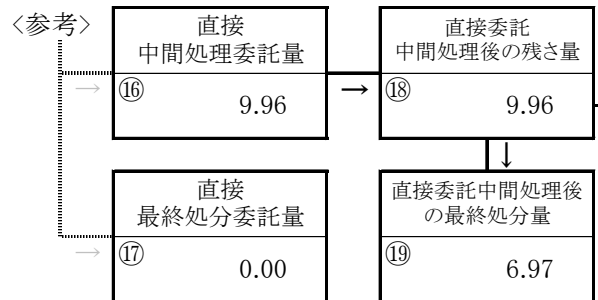 〈参考〉
直接
中間処理委託量
→
⑯
9.96
→
直接委託
中間処理後の残さ量
⑱
9.96
↓
直接
最終処分委託量
→
⑰
0.00
直接委託中間処理後
の最終処分量
⑲
6.97